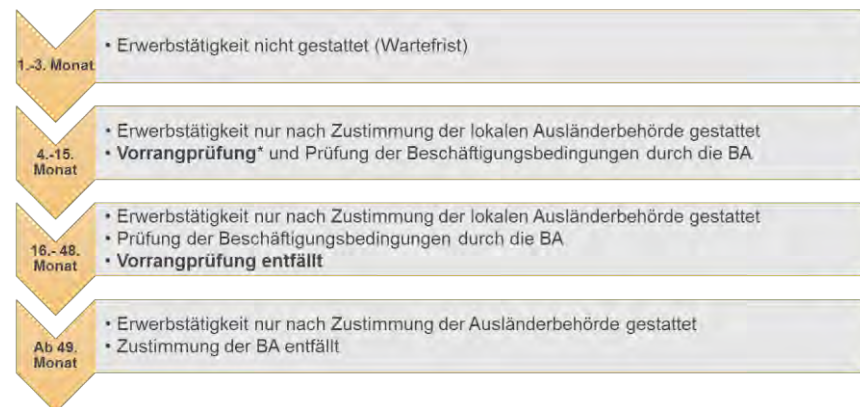 1.-3. Monat
• Erwerbstätigkeit nicht gestattet (Wartefrist)
4.-15.
Monat
• Erwerbstätigkeit nur nach Zustimmung der lokalen Ausländerbehörde gestattet
• Vorrangprüfung* und Prüfung der Beschäftigungsbedingungen durch die BA
16.- 48.
Monat
• Erwerbstätigkeit nur nach Zustimmung der lokalen Ausländerbehörde gestattet
• Prüfung der Beschäftigungsbedingungen durch die BA
• Vorrangprüfung entfällt
Ab 49.
Monat
• Erwerbstätigkeit nur nach Zustimmung der Ausländerbehörde gestattet
• Zustimmung der BA entfällt